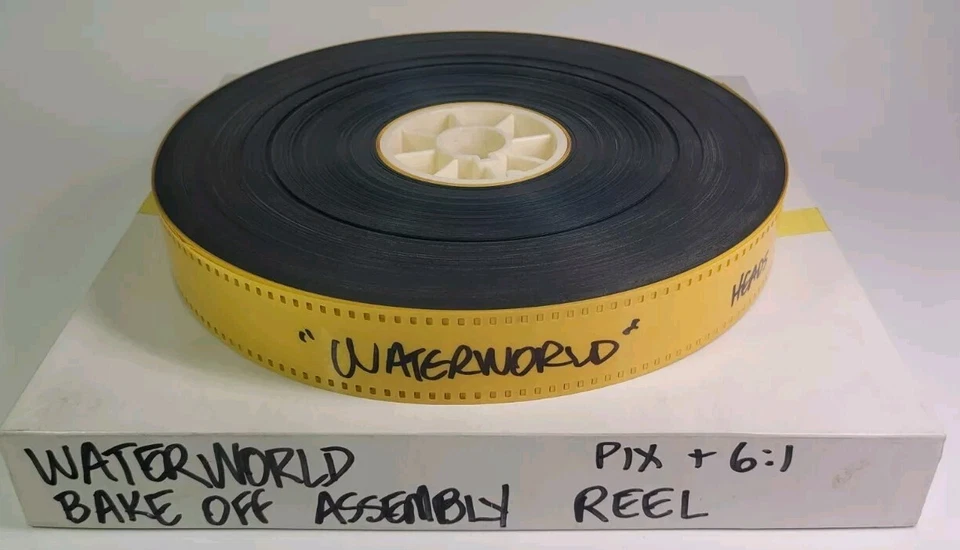 "WATERWORLD"
HEADS
WATERWORLD PIX + 6:1
BAKE OFF ASSEMBLY REEL